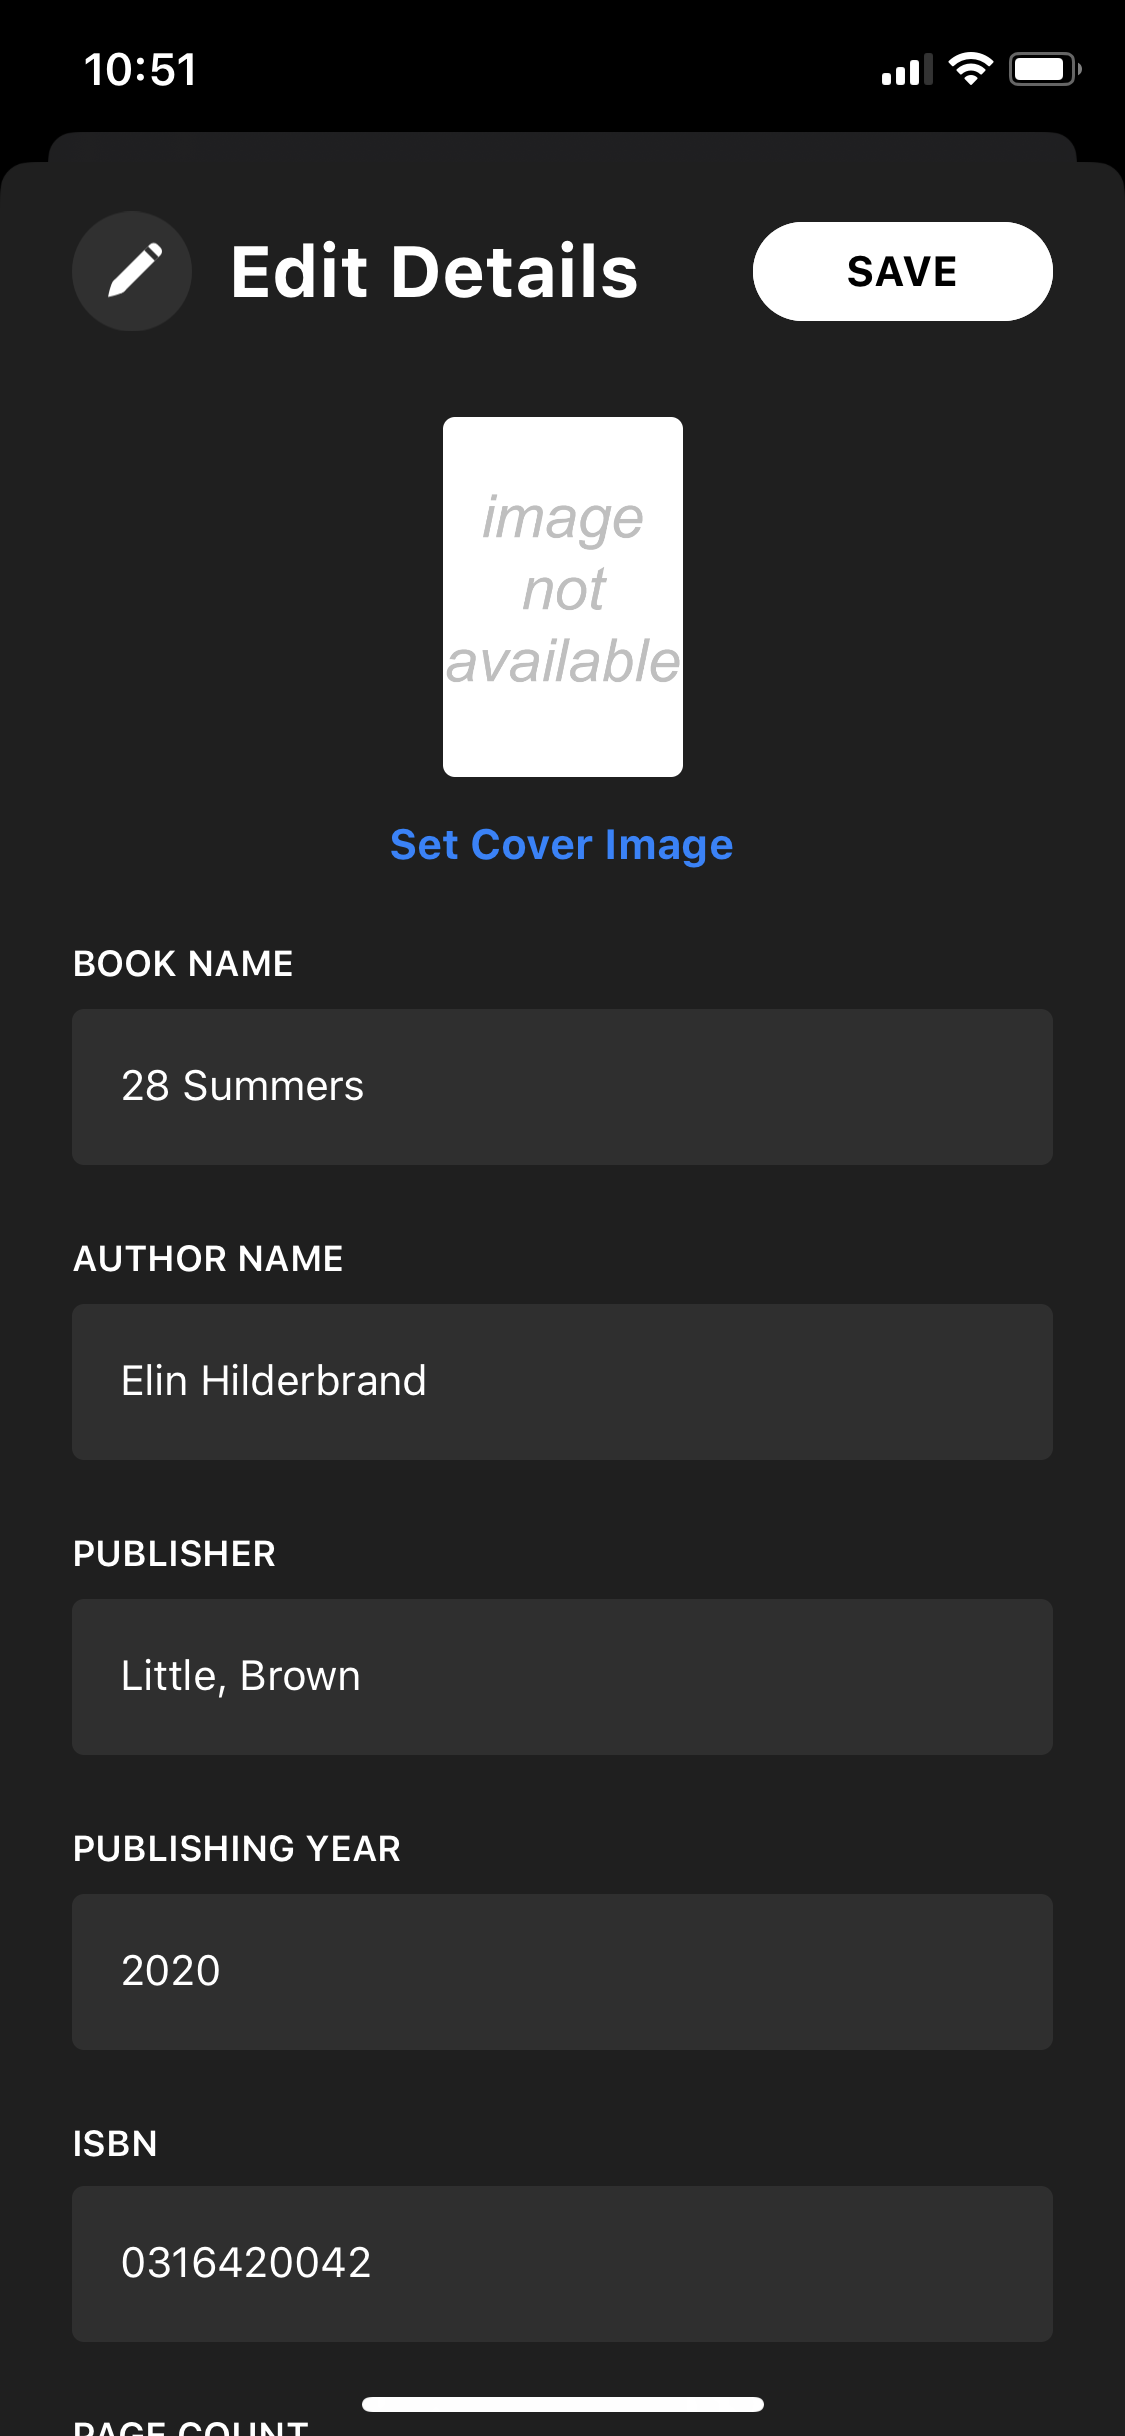 10:51
Edit Details
SAVE
image
not
available
Set Cover Image
BOOK NAME
28 Summers
AUTHOR NAME
Elin Hilderbrand
PUBLISHER
Little, Brown
PUBLISHING YEAR
2020
ISBN
0316420042
PAGE COUNT